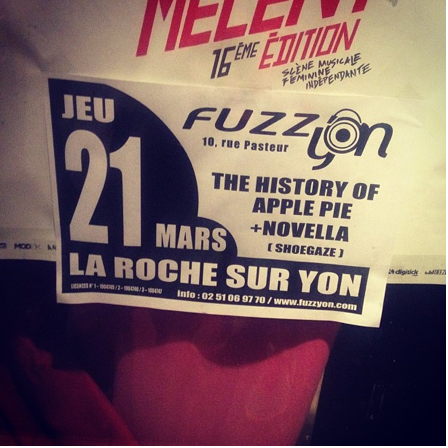 16ÈME ÉDITION
SCÈNE MUSICALE
FÉMININE
INDÉPENDANTE
JEU
21
MARS
FUZZ'yon
10, rue Pasteur
THE HISTORY OF
APPLE PIE
+NOVELLA
( SHOEGAZE )
LA ROCHE SUR YON
Info : 02 51 06 97 70 / www.fuzzyon.com
digitick